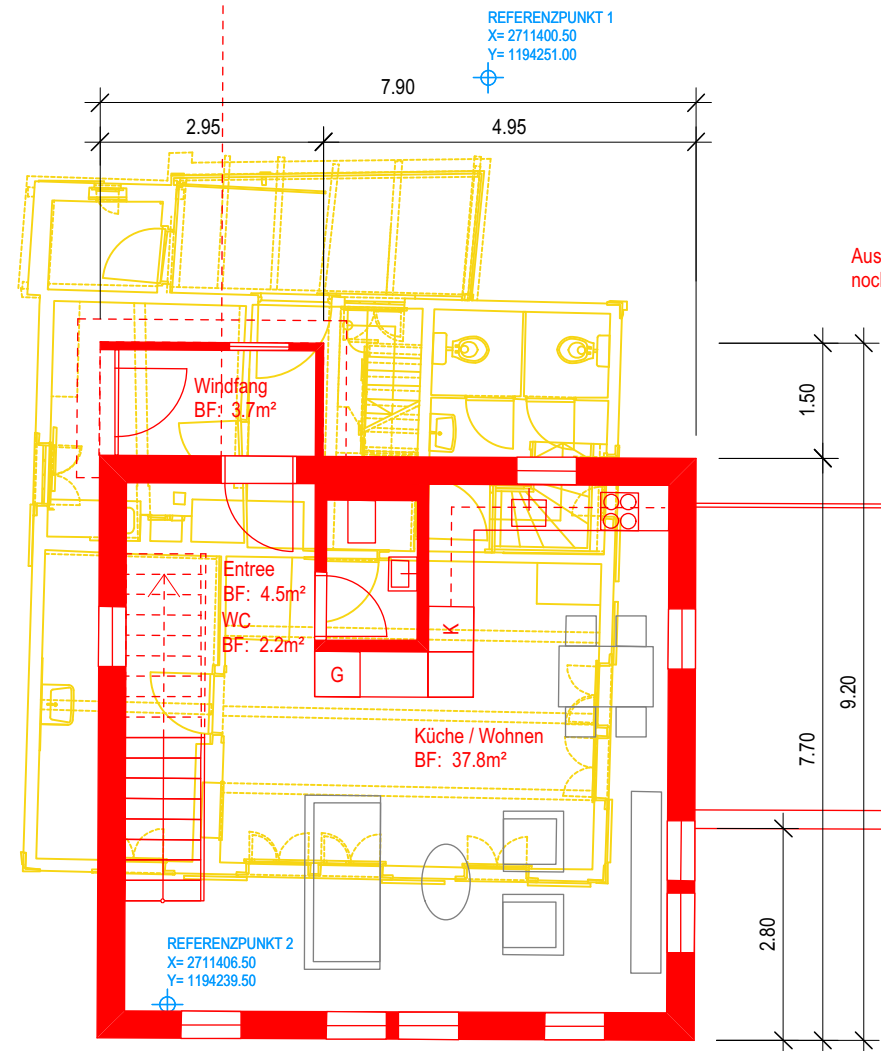 REFERENZPUNKT 1
X= 2711400.50
Y= 1194251.00
7.90
2.95
4.95
Aus
noch
Windfang
BF: 3.7m²
1.50
Entree
BF: 4.5m²
WC
BF: 2.2m²
K
G
9.20
7.70
Küche / Wohnen
BF: 37.8m²
2.80
REFERENZPUNKT 2
X= 2711406.50
Y= 1194239.50